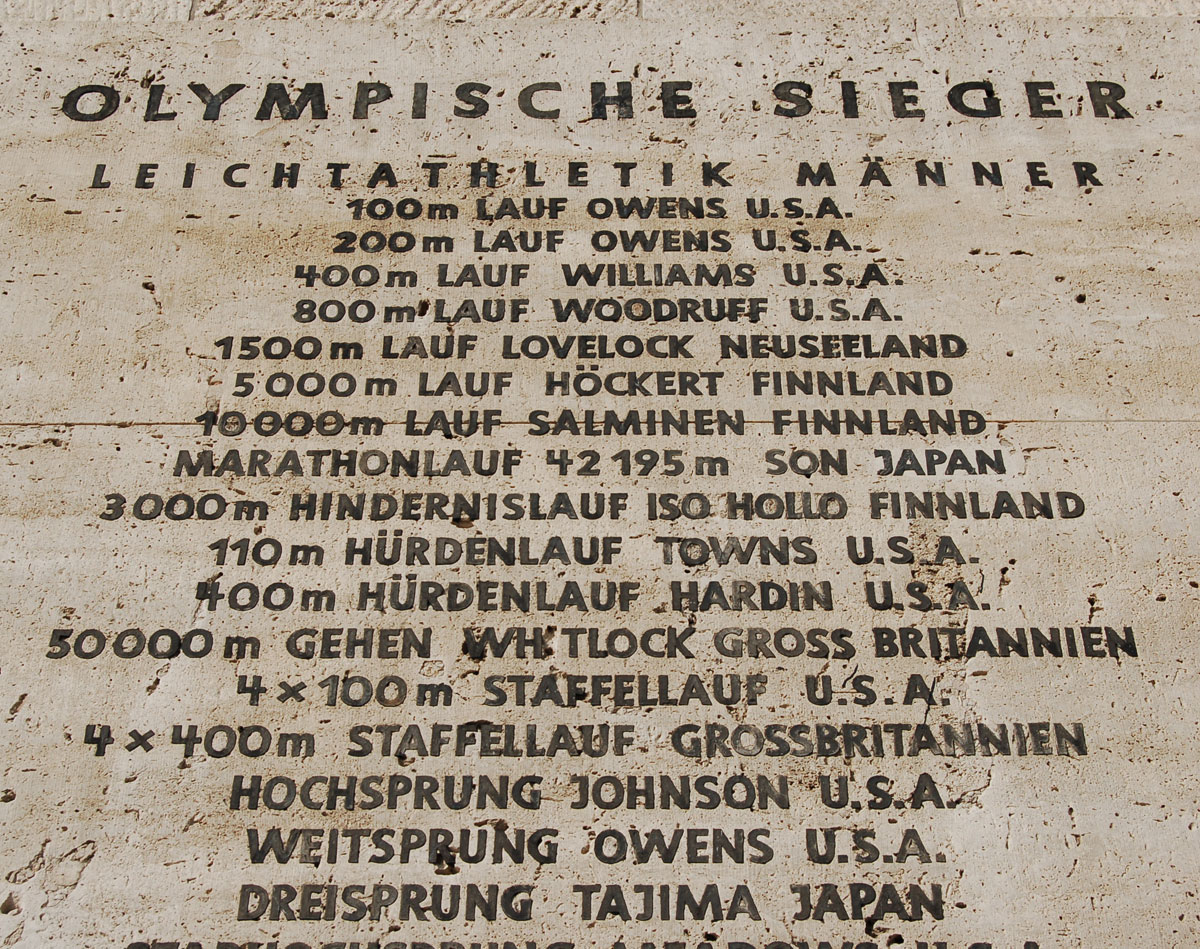 OLYMPISCHE SIEGER
LEICHTATHLETIK MÄNNER
100m LAUF OWENS U.S.A.
200m LAUF OWENS U.S.A.
400m LAUF WILLIAMS U.S.A.
800m LAUF WOODRUFF U.S.A.
1500m LAUF LOVELOCK NEUSEELAND
5000m LAUF HÖCKERT FINNLAND
10000m LAUF SALMINEN FINNLAND
MARATHONLAUF 42195m SON JAPAN
3000m HINDERNISLAUF ISO HOLLO FINNLAND
110m HÜRDENLAUF TOWNS U.S.A.
400m HÜRDENLAUF HARDIN U.S.A.
50000m GEHEN WHITLOCK GROSS BRITANNIEN
4×100m STAFFELLAUF U.S.A.
4×400m STAFFELLAUF GROSSBRITANNIEN
HOCHSPRUNG JOHNSON U.S.A.
WEITSPRUNG OWENS U.S.A.
DREISPRUNG TAJIMA JAPAN
STABHOCHSPRUNG MEADOWS U.S.A.